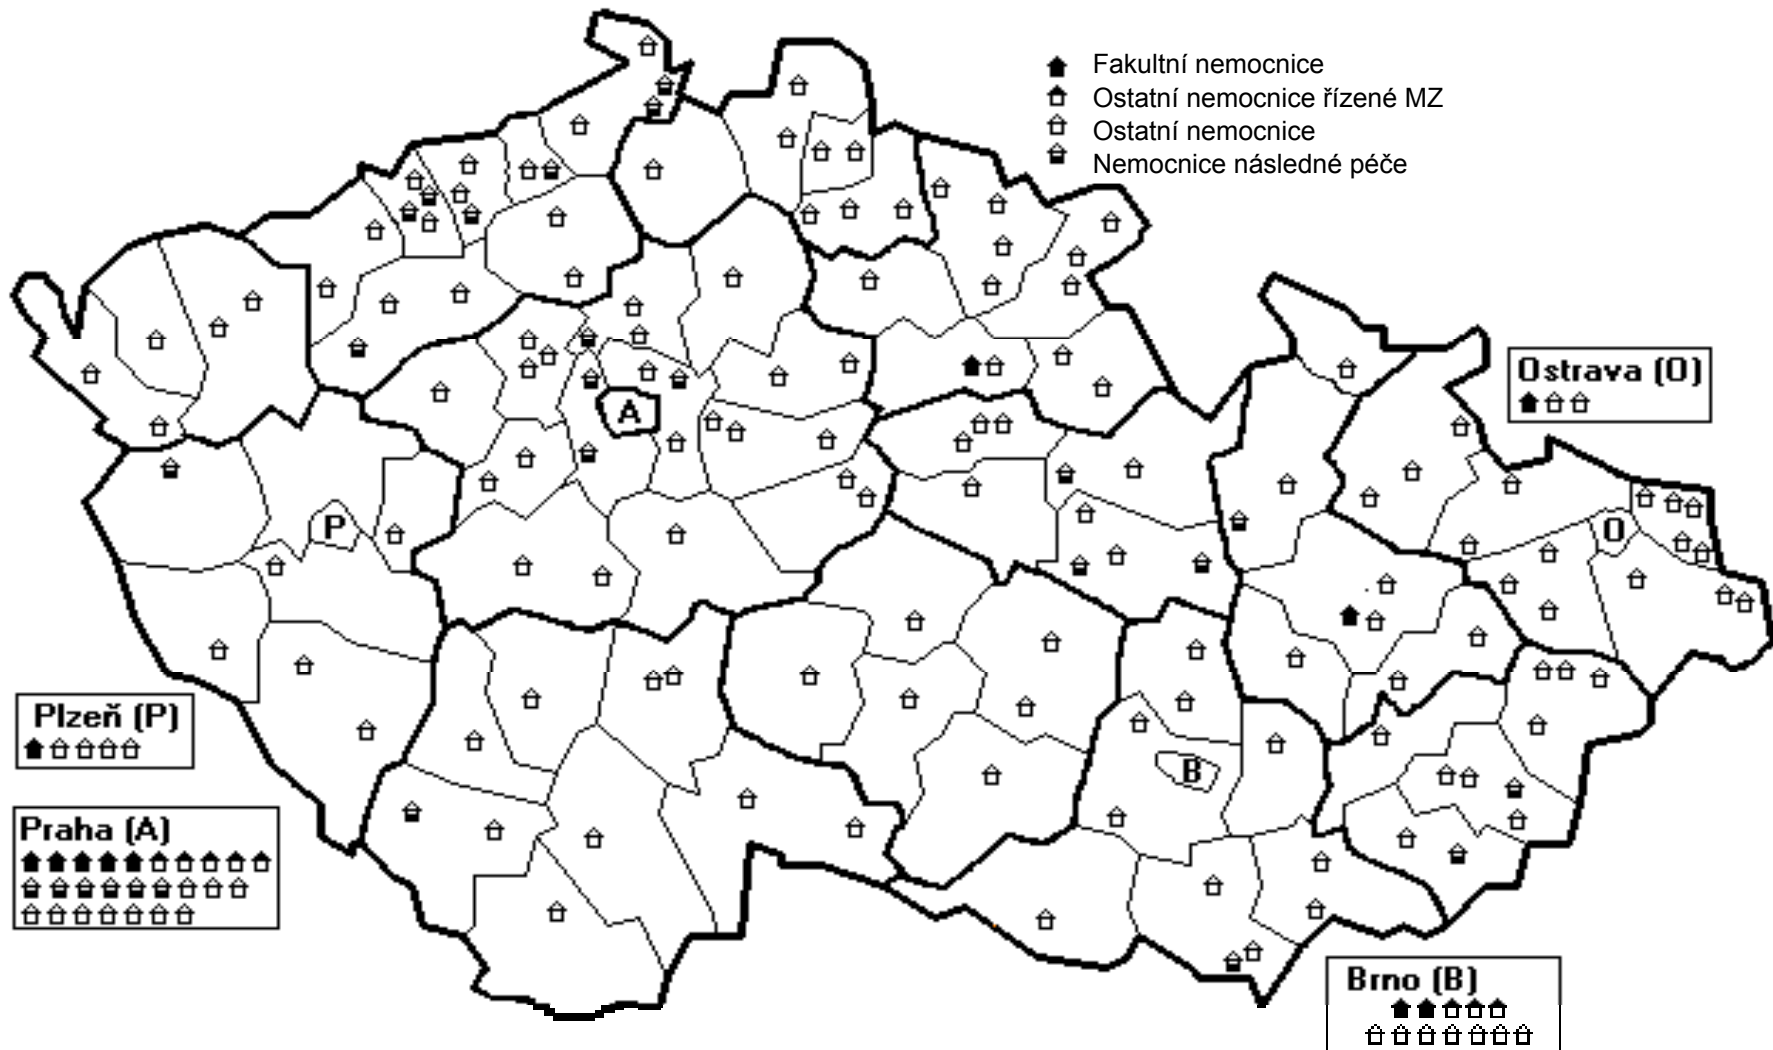 Fakultní nemocnice
Ostatní nemocnice řízené MZ
Ostatní nemocnice
Nemocnice následné péče
Ostrava (O)
A
P
O
B
Plzeň (P)
Praha (A)
Brno (B)